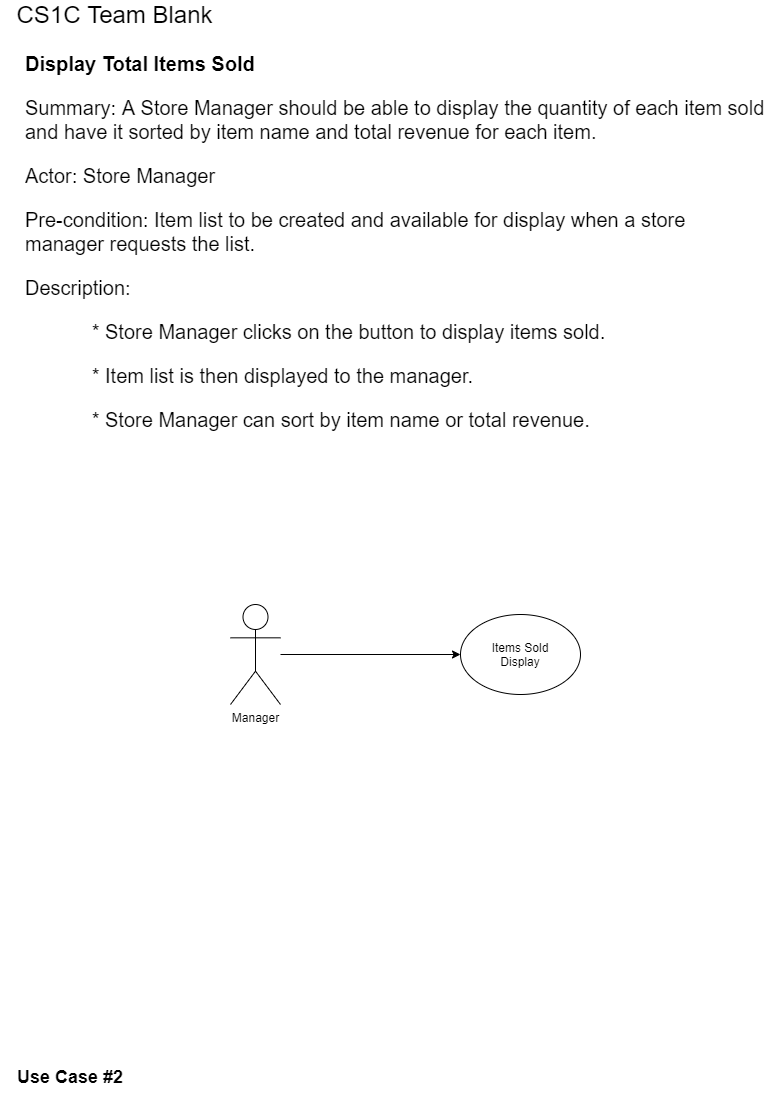 CS1C Team Blank
Display Total Items Sold
Summary: A Store Manager should be able to display the quantity of each item sold
and have it sorted by item name and total revenue for each item.
Actor: Store Manager
Pre-condition: Item list to be created and available for display when a store
manager requests the list.
Description:
* Store Manager clicks on the button to display items sold.
* Item list is then displayed to the manager.
* Store Manager can sort by item name or total revenue.
Items Sold
Display
Manager
Use Case #2